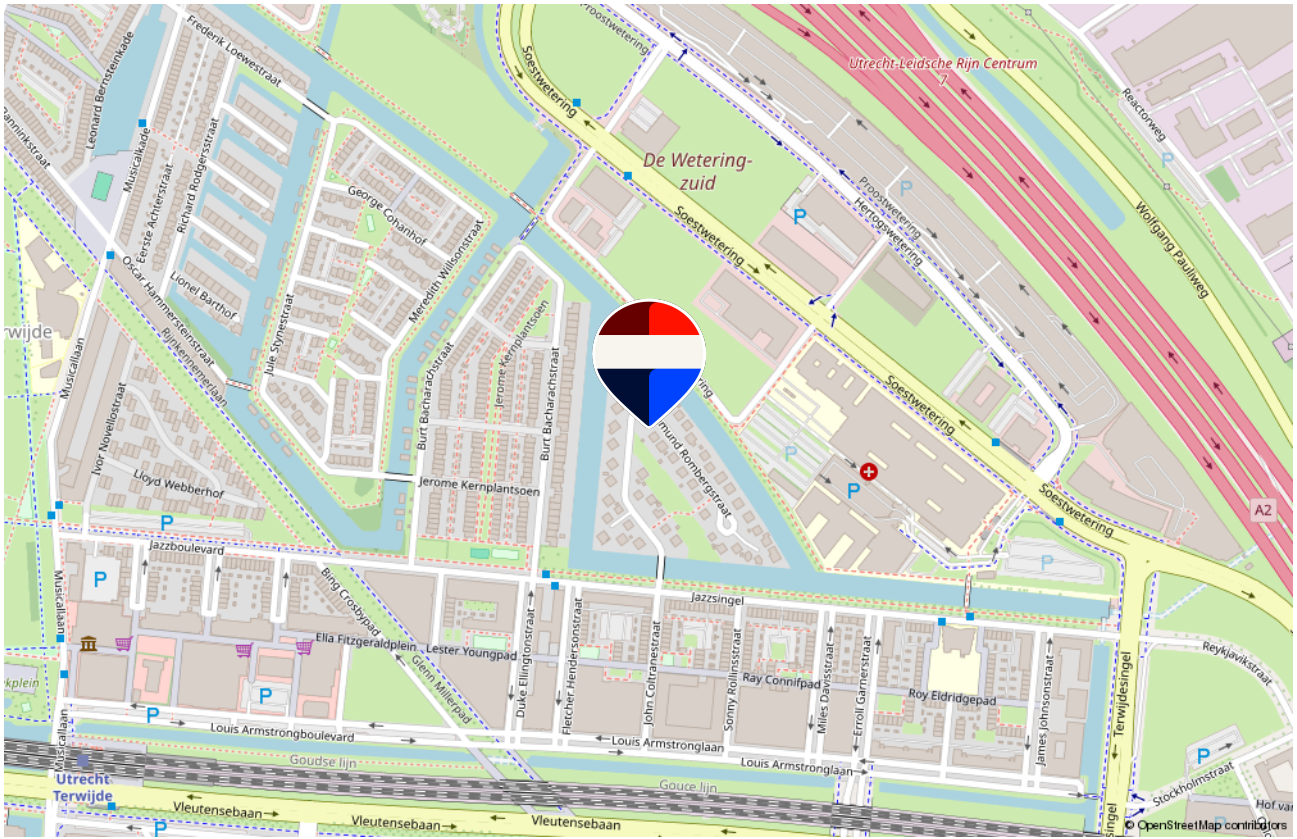 Frederik Loewestraat
Leonard Bernsteinkade
Musicalkade
Eerste Achterstraat
Richard Rodgersstraat
Lionel Barthof
Oscar Hammersteinstraat
Rijnkennemerlaan
Musicallaan
Ivor Novellostraat
Lloyd Webberhof
George Cohanhof
Meredith Willsonstraat
Jule Stynestraat
Burt Bacharachstraat
Jerome Kernplantsoen
Burt Bacharachstraat
Jerome Kernplantsoen
Proostwetering
Soestwetering
De Wetering-
zuid
Soestwetering
Proostwetering
Hertogswetering
Utrecht-Leidsche Rijn Centrum
7
Reactorweg
Wolfgang Pauliweg
P
P
P
P
P
Soestwetering
Soestwetering
A2
P
P
Jazzboulevard
P
Musicallaan
Bing Crosbypad
Ella Fitzgeraldplein
Lester Youngpad
Glenn Millerpad
Duke Ellingtonstraat
Fletcher Hendersonstraat
John Coltranestraat
Sonny Rollinsstraat
Jazzsingel
Ray Connifpad
Miles Davisstraat
Erroll Garnerstraat
Roy Eldridgepad
James Johnsonstraat
Terwijdesingel
Reykjavikstraat
Stockholmstraat
P
P
P
Louis Armstrongboulevard
Louis Armstronglaan
Louis Armstronglaan
Goudse lijn
Gouce lijn
Musicallaan
Utrecht
Terwijde
P
Vleutensebaan
Vleutensebaan
Vleutensebaan
Hof van
© OpenStreetMap contributors